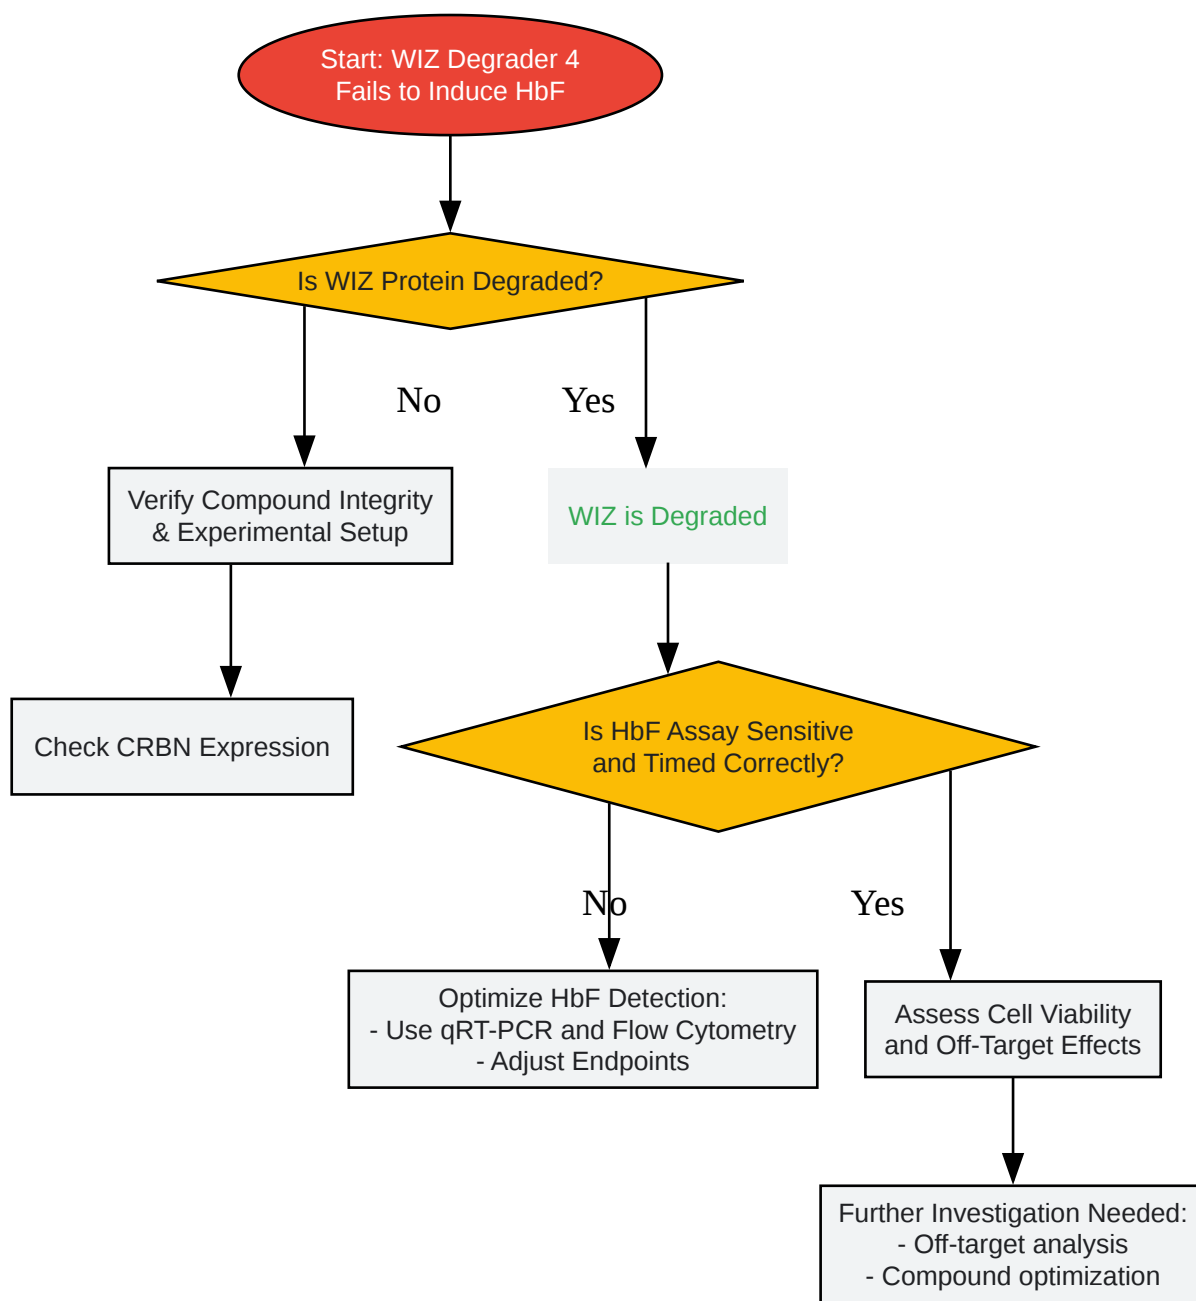 Start: WIZ Degrader 4
Fails to Induce HbF
Is WIZ Protein Degraded?
No
Yes
Verify Compound Integrity
& Experimental Setup
WIZ is Degraded
Check CRBN Expression
Is HbF Assay Sensitive
and Timed Correctly?
No
Yes
Optimize HbF Detection:
- Use qRT-PCR and Flow Cytometry
- Adjust Endpoints
Assess Cell Viability
and Off-Target Effects
Further Investigation Needed:
- Off-target analysis
- Compound optimization